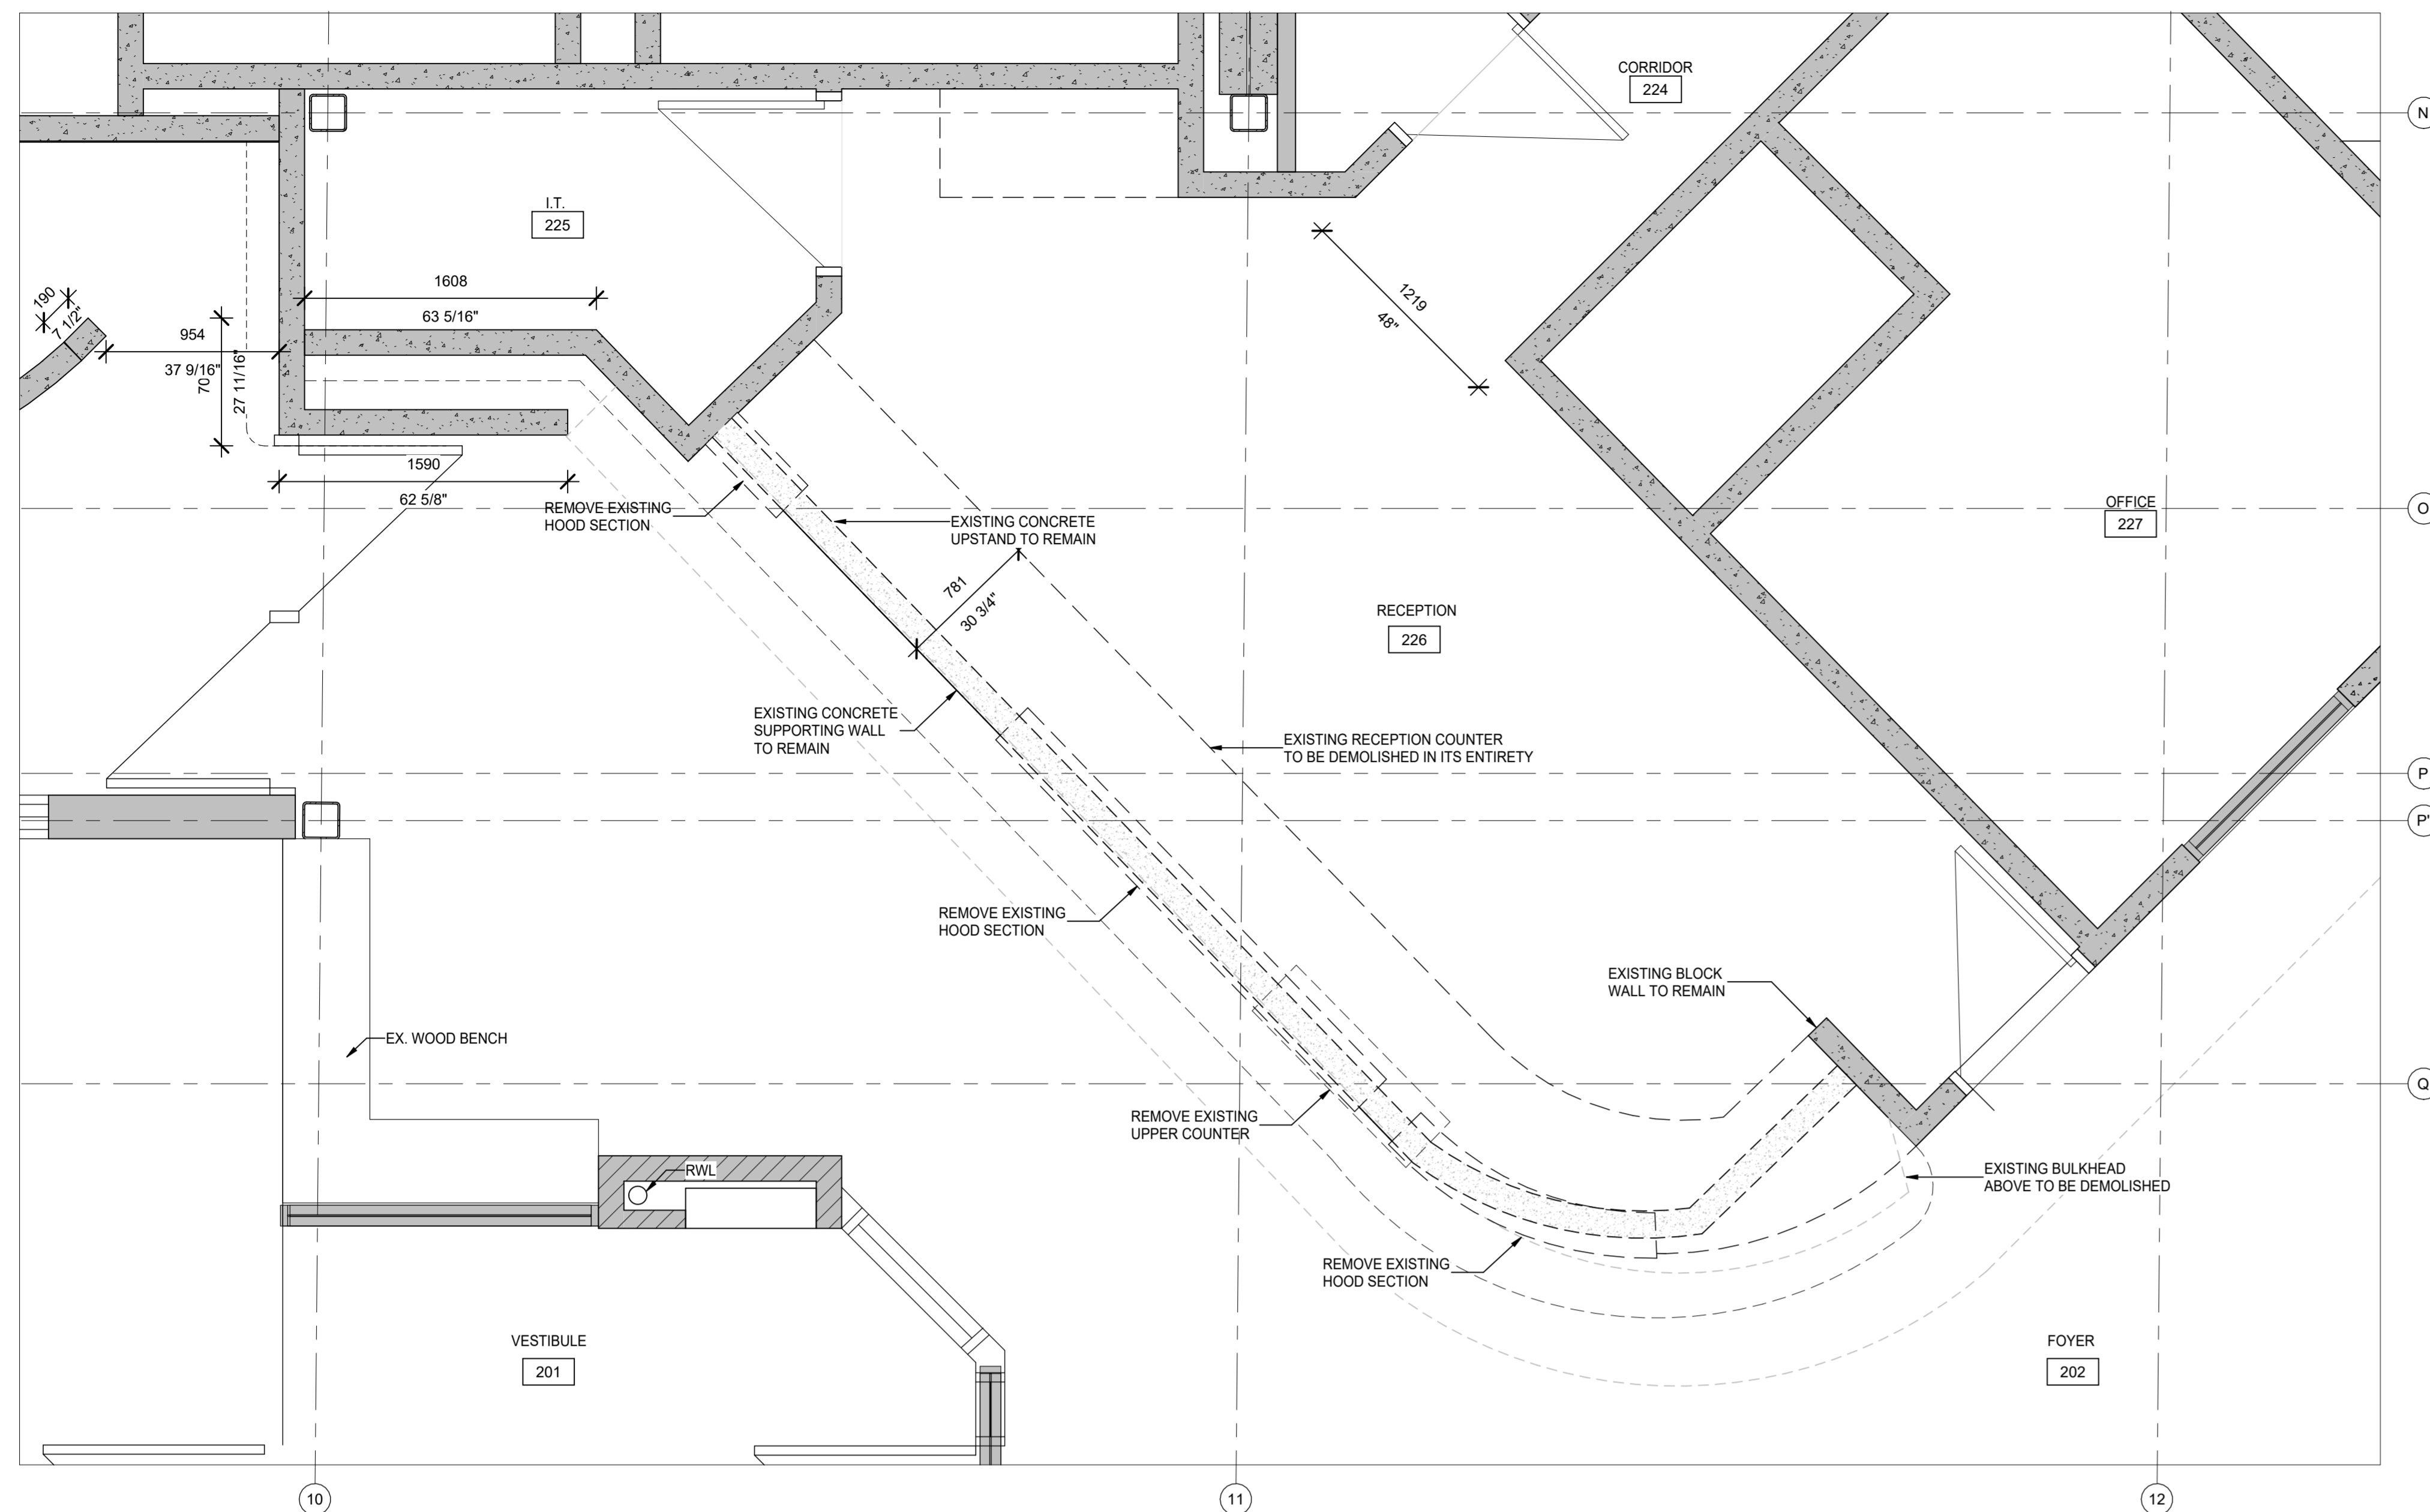 CORRIDOR
224
N
I.T.
225
190
7 1/2"
954
37 9/16"
70
27 11/16"
1608
63 5/16"
1219
48"
1590
62 5/8"
REMOVE EXISTING
HOOD SECTION
EXISTING CONCRETE
UPSTAND TO REMAIN
OFFICE
227
O
781
30 3/4"
RECEPTION
226
EXISTING CONCRETE
SUPPORTING WALL
TO REMAIN
EXISTING RECEPTION COUNTER
TO BE DEMOLISHED IN ITS ENTIRETY
P
P'
REMOVE EXISTING
HOOD SECTION
EXISTING BLOCK
WALL TO REMAIN
EX. WOOD BENCH
Q
REMOVE EXISTING
UPPER COUNTER
RWL
EXISTING BULKHEAD
ABOVE TO BE DEMOLISHED
REMOVE EXISTING
HOOD SECTION
VESTIBULE
201
FOYER
202
10
11
12